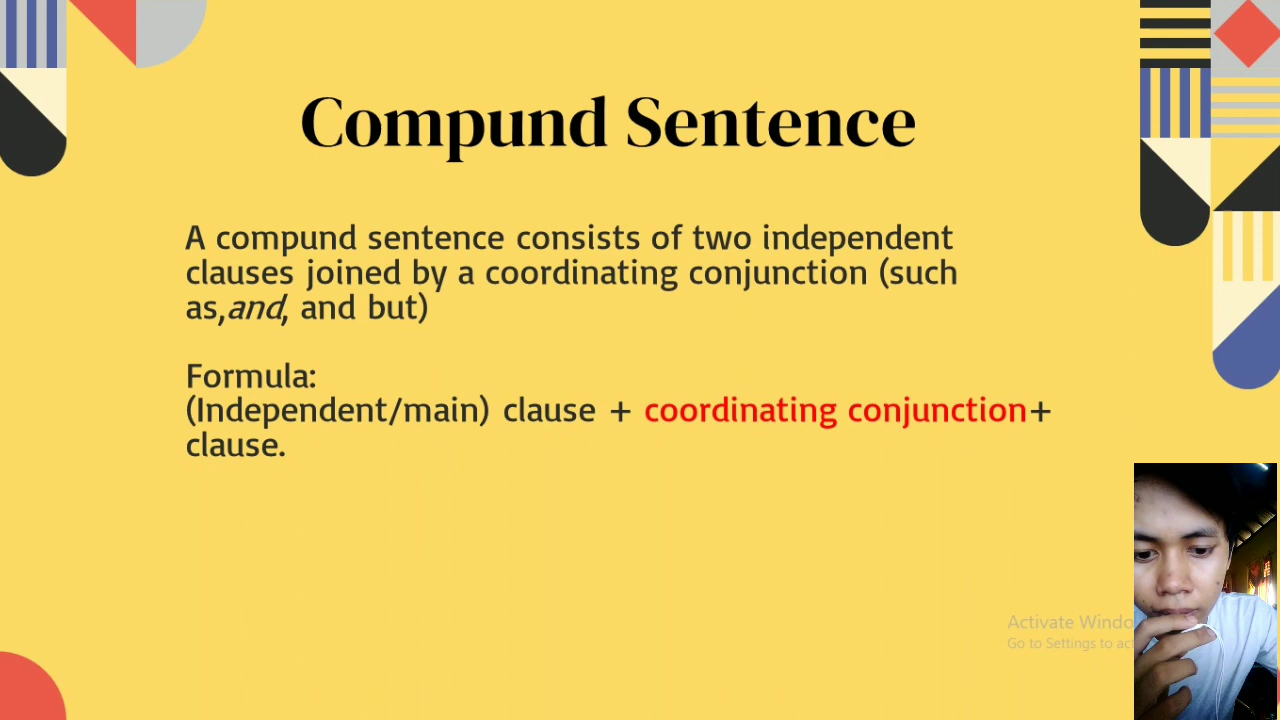 Compund Sentence
A compund sentence consists of two independent
clauses joined by a coordinating conjunction (such
as,and, and but)
Formula:
(Independent/main) clause + coordinating conjunction+
clause.
Activate Windo
Go to Settings to act